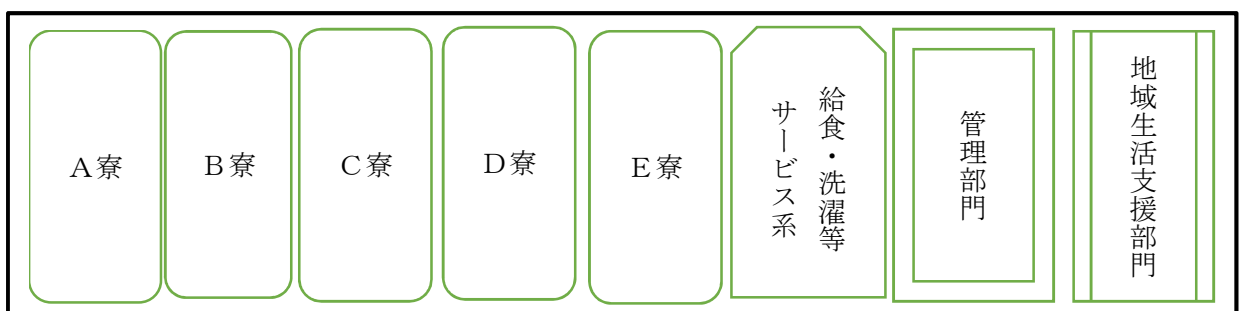 A寮
B寮
C寮
D寮
E寮
給食・洗濯等
サービス系
管理部門
地域生活支援部門